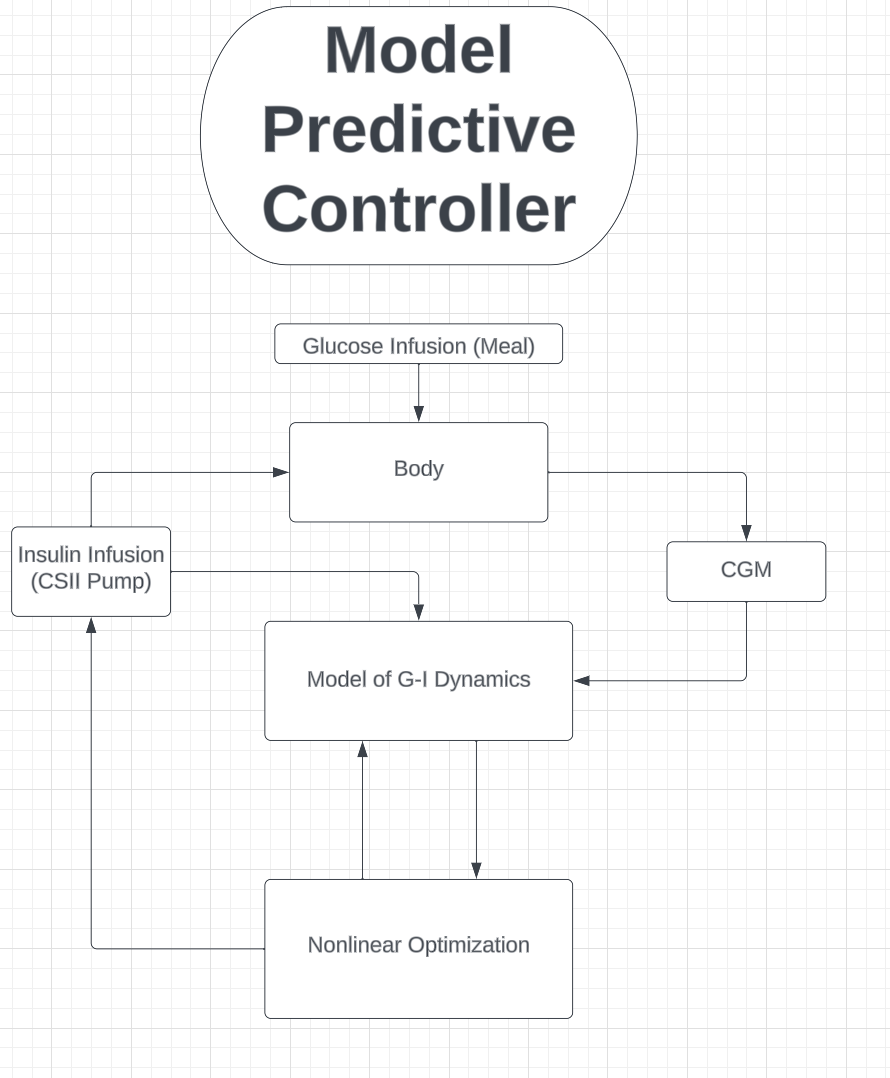 Model
Predictive
Controller
Glucose Infusion (Meal)
Body
Insulin Infusion
(CSII Pump)
CGM
Model of G-I Dynamics
Nonlinear Optimization